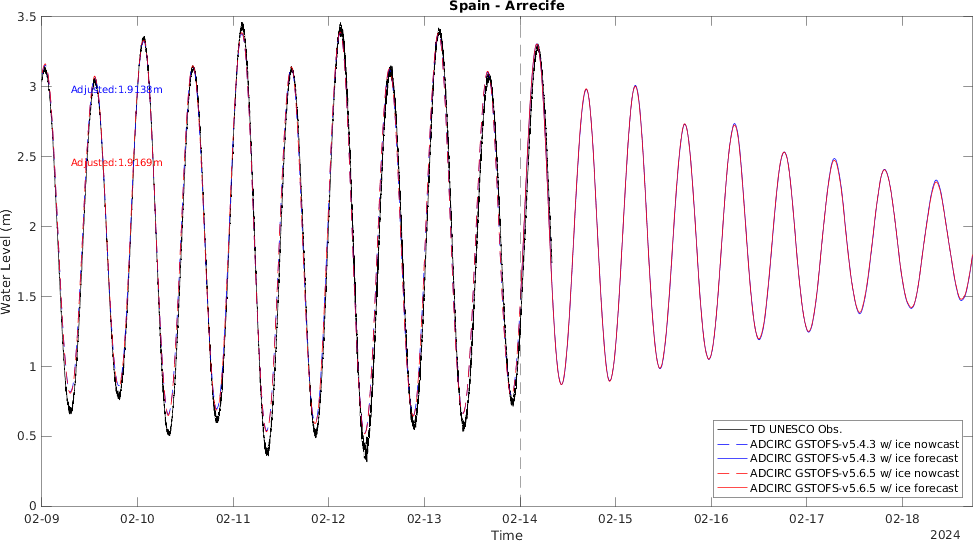 Spain - Arrecife
3.5
3
2.5
2
1.5
1
0.5
0
Water Level (m)
Adjusted:1.9138m
Adjusted:1.9169m
TD UNESCO Obs.
ADCIRC GSTOFS-v5.4.3 w/ ice nowcast
ADCIRC GSTOFS-v5.4.3 w/ ice forecast
ADCIRC GSTOFS-v5.6.5 w/ ice nowcast
ADCIRC GSTOFS-v5.6.5 w/ ice forecast
02-09 02-10 02-11 02-12 02-13 02-14 02-15 02-16 02-17 02-18
Time
2024